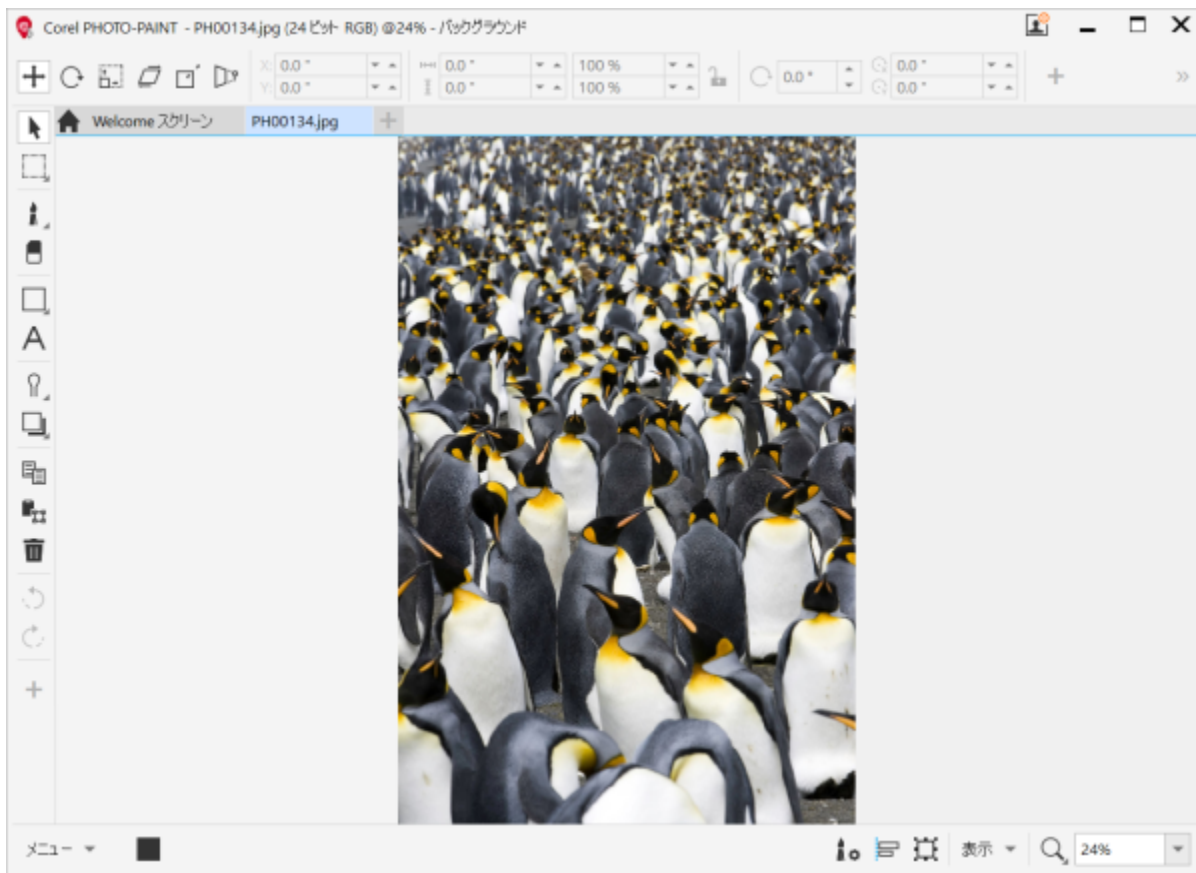 Corel PHOTO-PAINT - PH00134.jpg (24 ビット RGB) @24% - バックグラウンド
X: 0.0 " 0.0 " 100 % 0.0 ° 0.0 "
Y: 0.0 " 0.0 " 100 % 0.0 "
Welcome スクリーン PH00134.jpg
A
メニュー 表示 24%